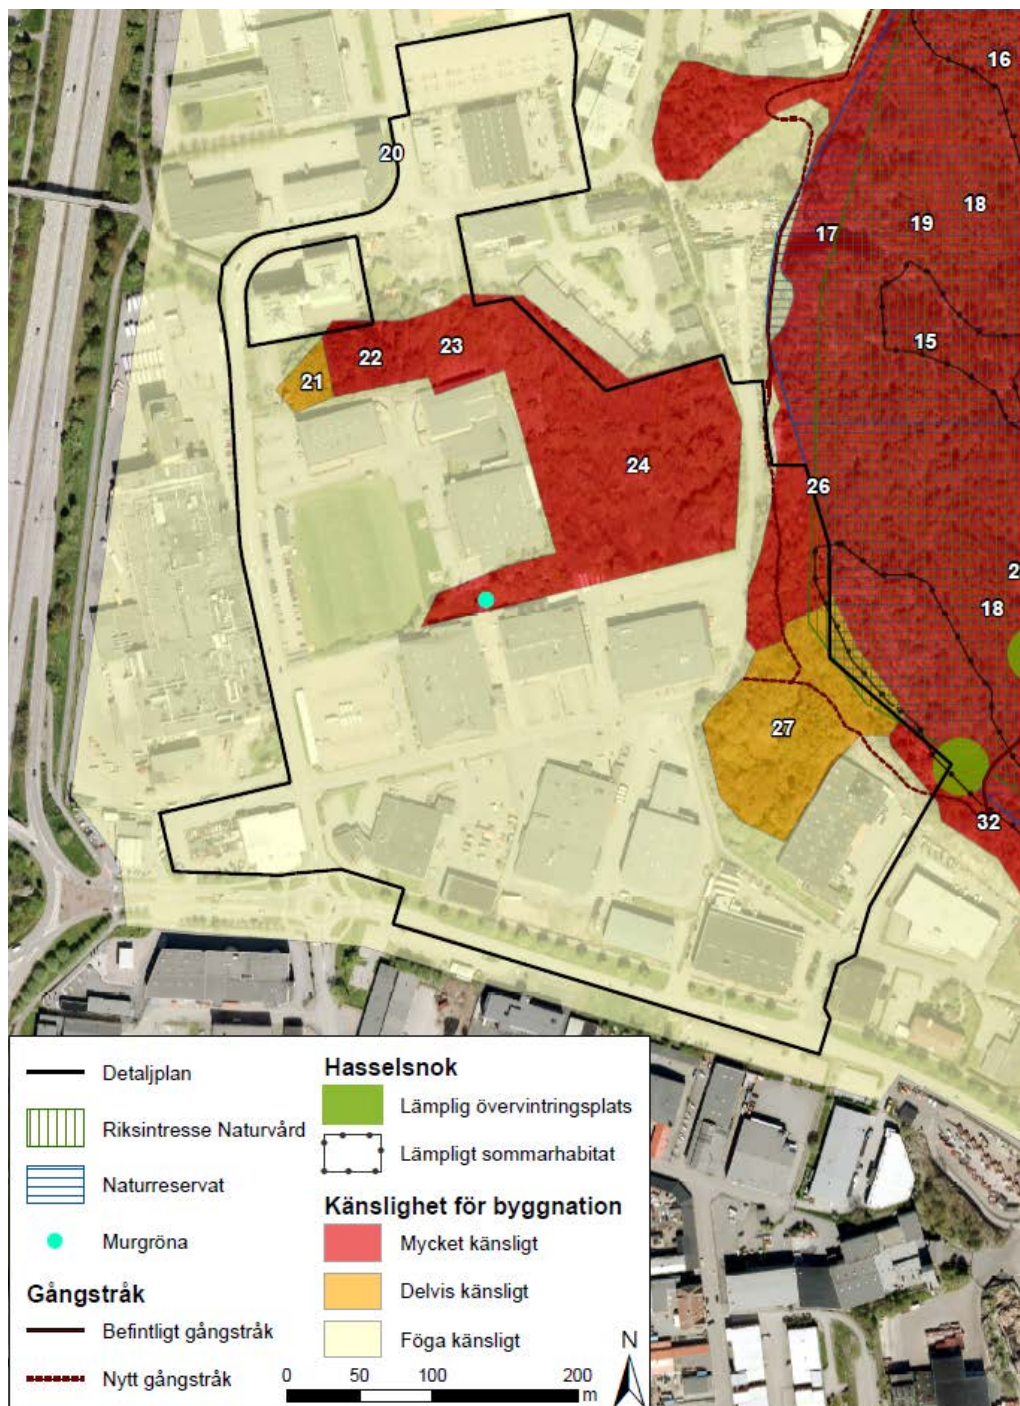 16
20
18
19
17
15
23
22
21
24
26
2
18
27
32
Detaljplan
Riksintresse Naturvård
Naturreservat
Murgröna
Gångstråk
Befintligt gångstråk
Nytt gångstråk
Hasselsnok
Lämplig övervintringsplats
Lämpligt sommarhabitat
Känslighet för byggnation
Mycket känsligt
Delvis känsligt
Föga känsligt
N
0 50 100 200
m